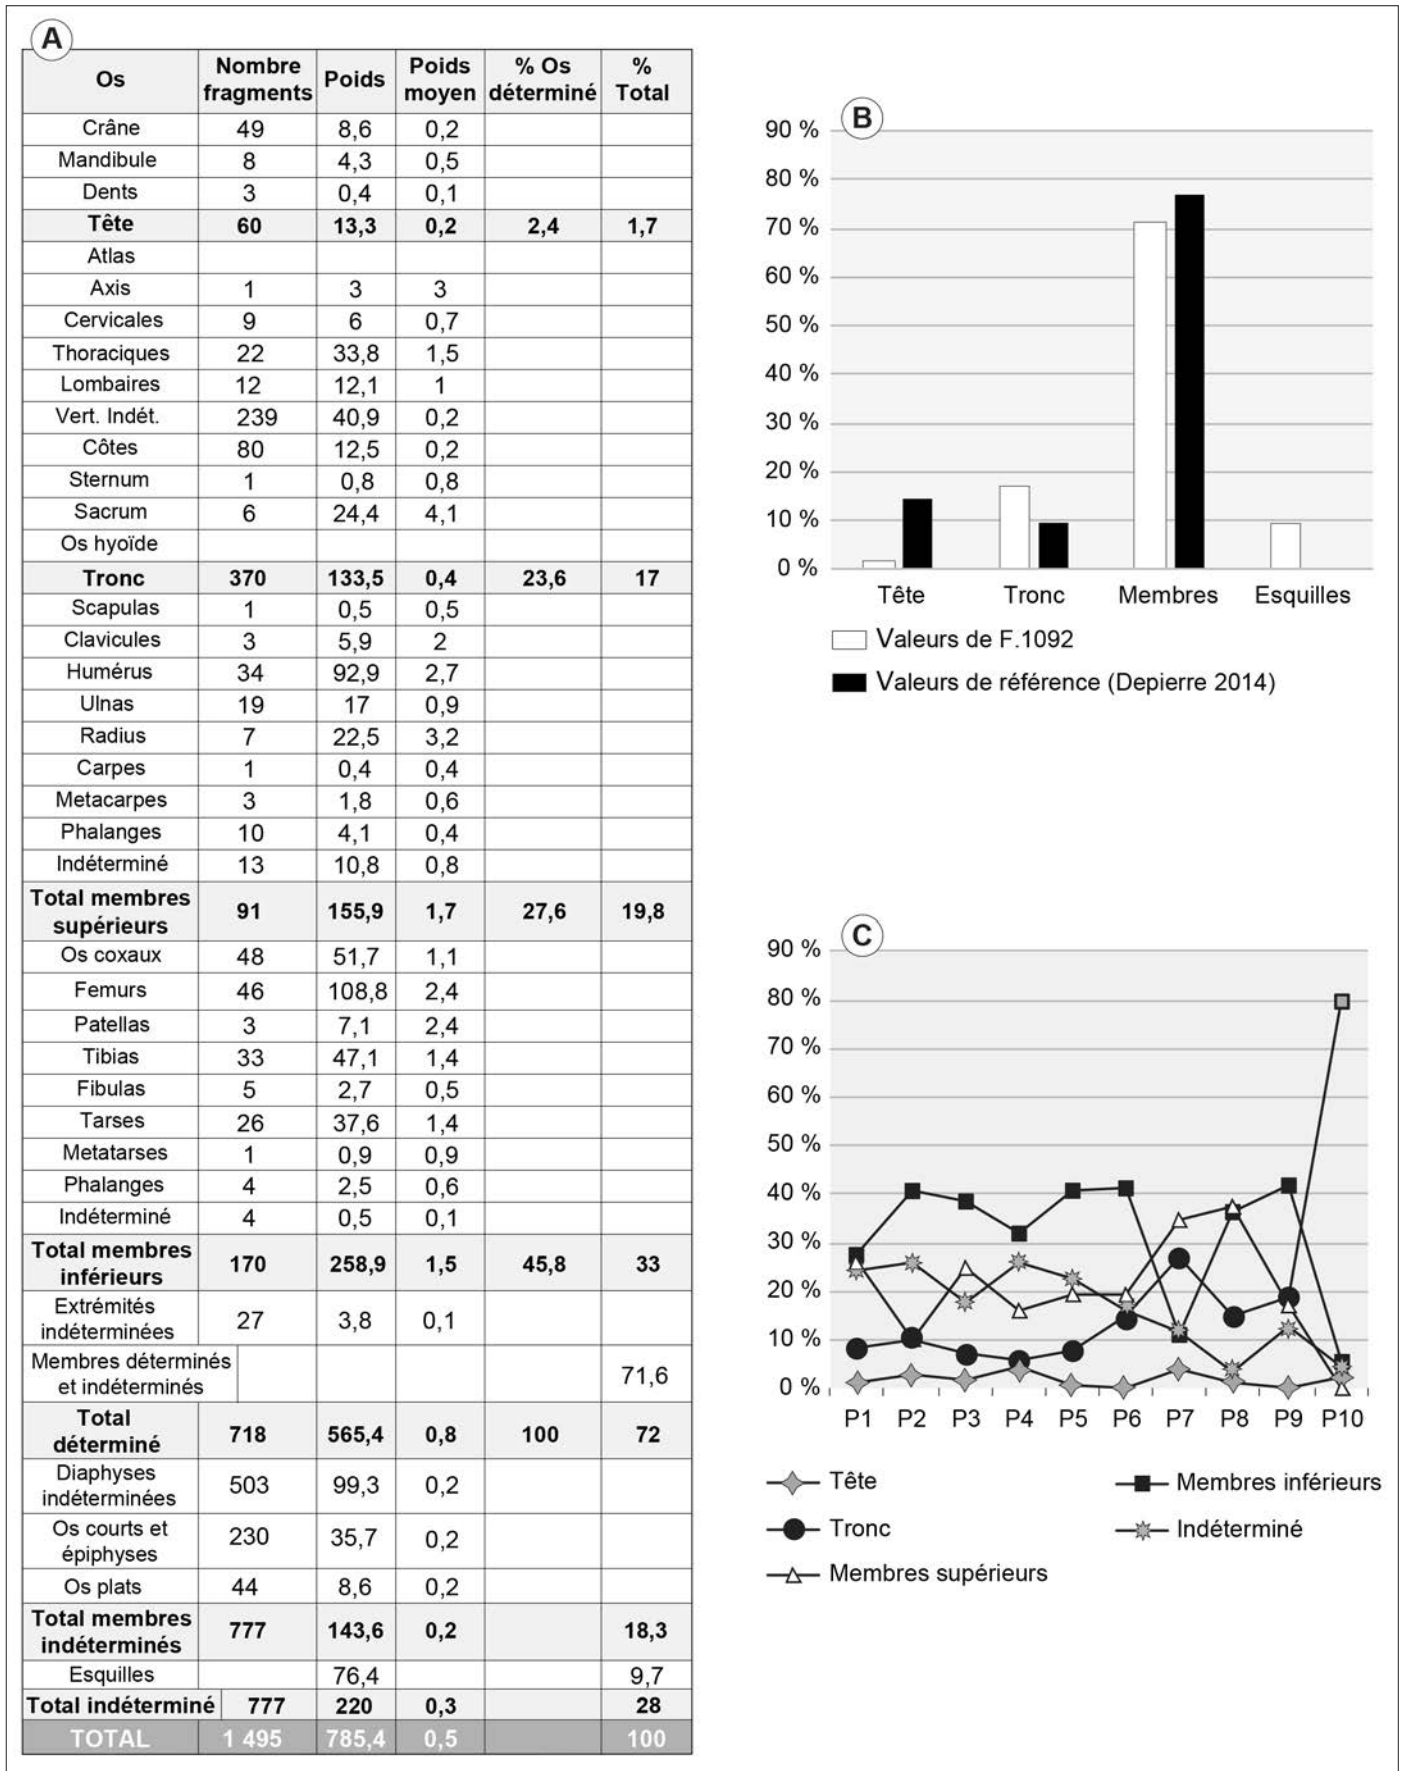 A
Os Nombre fragments Poids Poids moyen % Os déterminé % Total
Crâne 49 8,6 0,2
Mandibule 8 4,3 0,5
Dents 3 0,4 0,1
Tête 60 13,3 0,2 2,4 1,7
Atlas
Axis 1 3 3
Cervicales 9 6 0,7
Thoraciques 22 33,8 1,5
Lombaires 12 12,1 1
Vert. Indét. 239 40,9 0,2
Côtes 80 12,5 0,2
Sternum 1 0,8 0,8
Sacrum 6 24,4 4,1
Os hyoïde
Tronc 370 133,5 0,4 23,6 17
Scapulas 1 0,5 0,5
Clavicules 3 5,9 2
Humérus 34 92,9 2,7
Ulnas 19 17 0,9
Radius 7 22,5 3,2
Carpes 1 0,4 0,4
Metacarpes 3 1,8 0,6
Phalanges 10 4,1 0,4
Indéterminé 13 10,8 0,8
Total membres supérieurs 91 155,9 1,7 27,6 19,8
Os coxaux 48 51,7 1,1
Femurs 46 108,8 2,4
Patellas 3 7,1 2,4
Tibias 33 47,1 1,4
Fibulas 5 2,7 0,5
Tarses 26 37,6 1,4
Metatarses 1 0,9 0,9
Phalanges 4 2,5 0,6
Indéterminé 4 0,5 0,1
Total membres inférieurs 170 258,9 1,5 45,8 33
Extrémités indéterminées 27 3,8 0,1
Membres déterminés et indéterminés 71,6
Total déterminé 718 565,4 0,8 100 72
Diaphyses indéterminées 503 99,3 0,2
Os courts et épiphyses 230 35,7 0,2
Os plats 44 8,6 0,2
Total membres indéterminés 777 143,6 0,2 18,3
Esquilles 76,4 9,7
Total indéterminé 777 220 0,3 28
TOTAL 1 495 785,4 0,5 100
B
90 %
80 %
70 %
60 %
50 %
40 %
30 %
20 %
10 %
0 %
Tête Tronc Membres Esquilles
Valeurs de F.1092
Valeurs de référence (Depierre 2014)
C
90 %
80 %
70 %
60 %
50 %
40 %
30 %
20 %
10 %
0 %
P1 P2 P3 P4 P5 P6 P7 P8 P9 P10
Tête
Tronc
Membres supérieurs
Membres inférieurs
Indéterminé